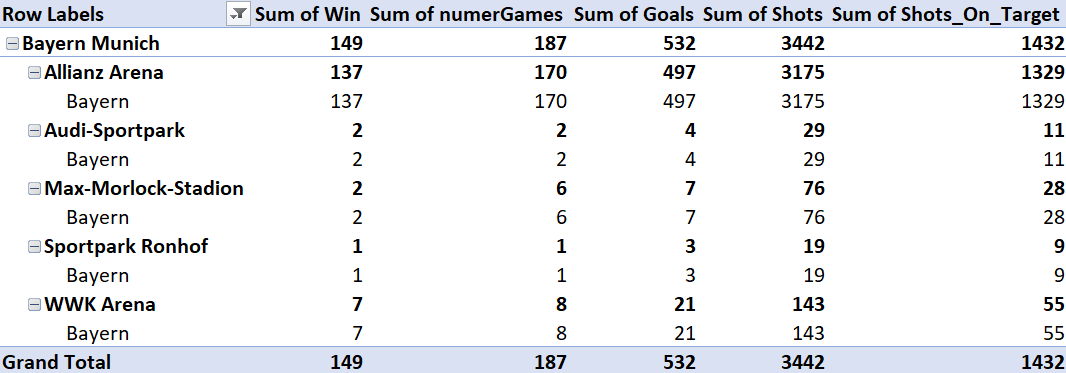 Row Labels Sum of Win Sum of numerGames Sum of Goals Sum of Shots Sum of Shots_On_Target
Bayern Munich 149 187 532 3442 1432
Allianz Arena 137 170 497 3175 1329
Bayern 137 170 497 3175 1329
Audi-Sportpark 2 2 4 29 11
Bayern 2 2 4 29 11
Max-Morlock-Stadion 2 6 7 76 28
Bayern 2 6 7 76 28
Sportpark Ronhof 1 1 3 19 9
Bayern 1 1 3 19 9
WWK Arena 7 8 21 143 55
Bayern 7 8 21 143 55
Grand Total 149 187 532 3442 1432